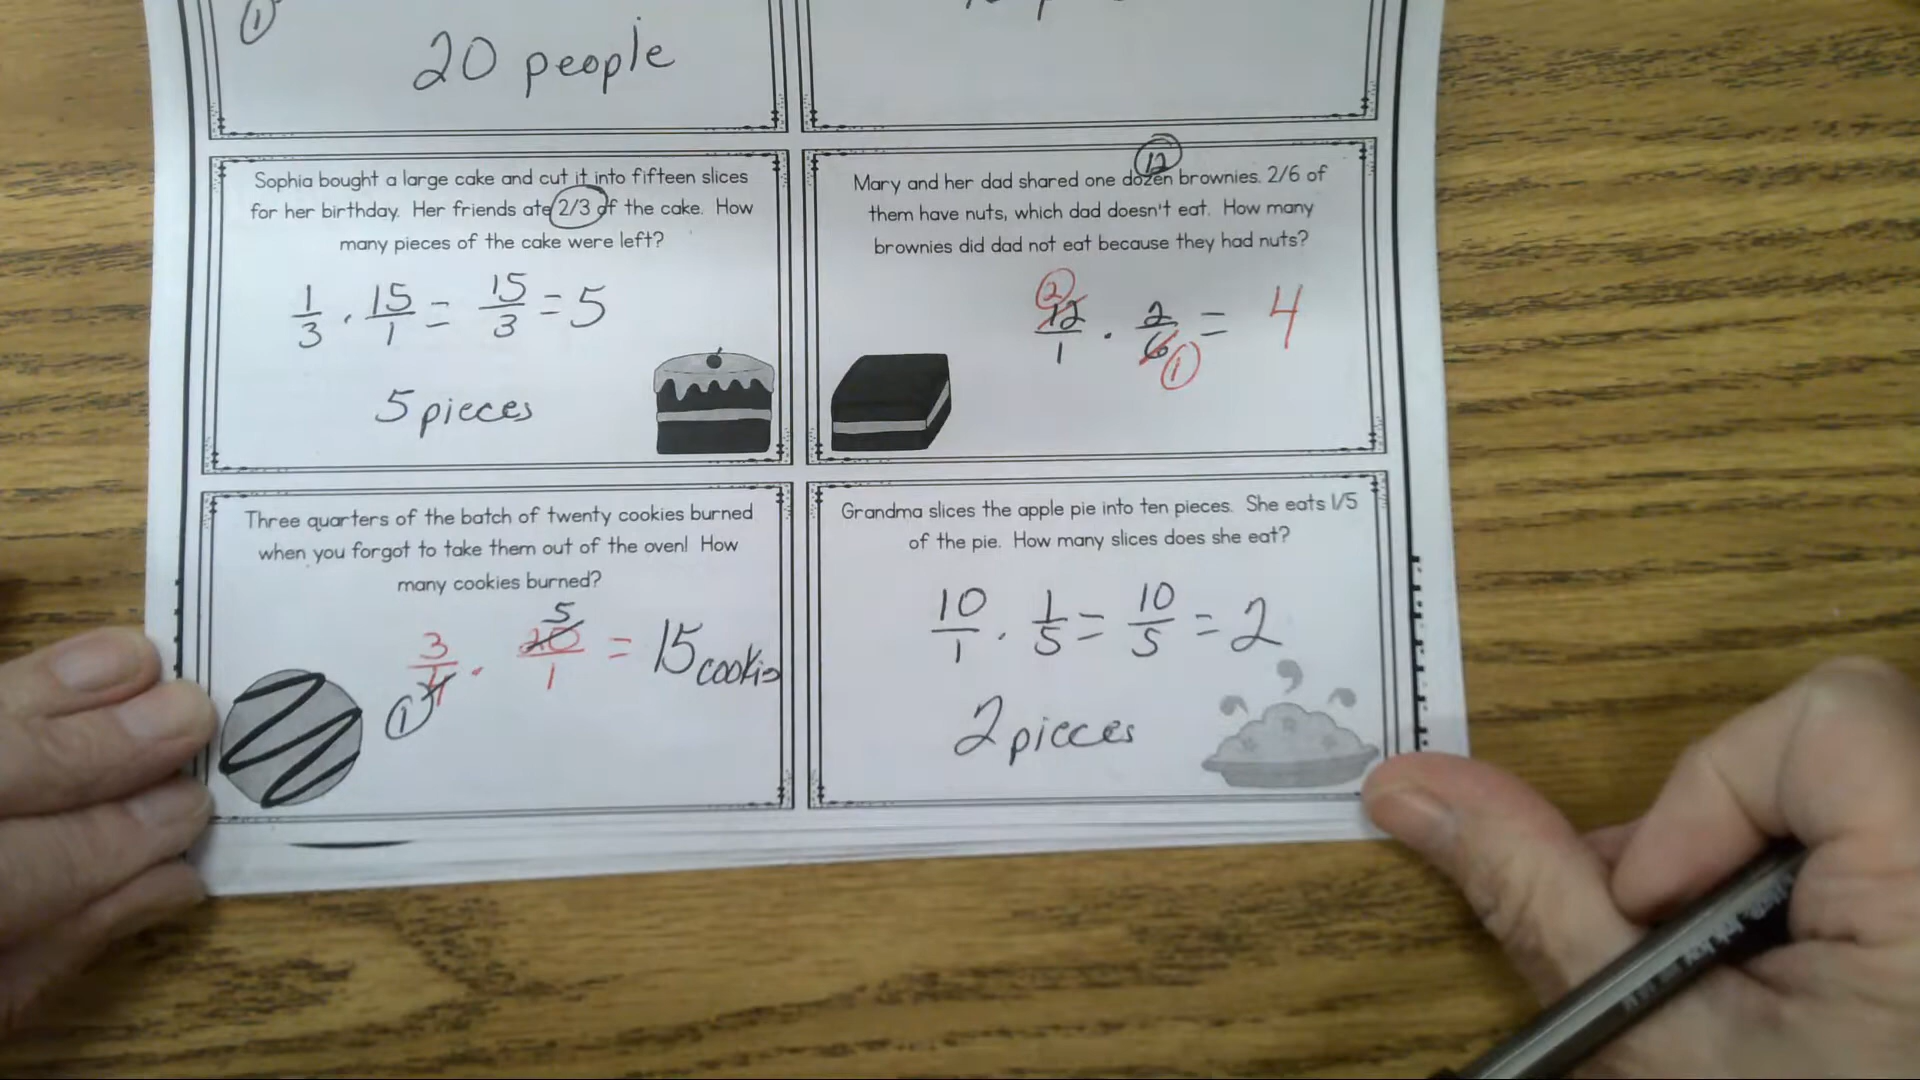 1
20 people
Sophia bought a large cake and cut it into fifteen slices
for her birthday. Her friends ate 2/3 of the cake. How
many pieces of the cake were left?
1/3 · 15/1 = 15/3 = 5
5 pieces
12
Mary and her dad shared one dozen brownies. 2/6 of
them have nuts, which dad doesn't eat. How many
brownies did dad not eat because they had nuts?
2
12/1 · 2/6 = 4
1
Three quarters of the batch of twenty cookies burned
when you forgot to take them out of the oven! How
many cookies burned?
5
3/4 · 20/1 = 15 cookies
1
Grandma slices the apple pie into ten pieces. She eats 1/5
of the pie. How many slices does she eat?
10/1 · 1/5 = 10/5 = 2
2 pieces